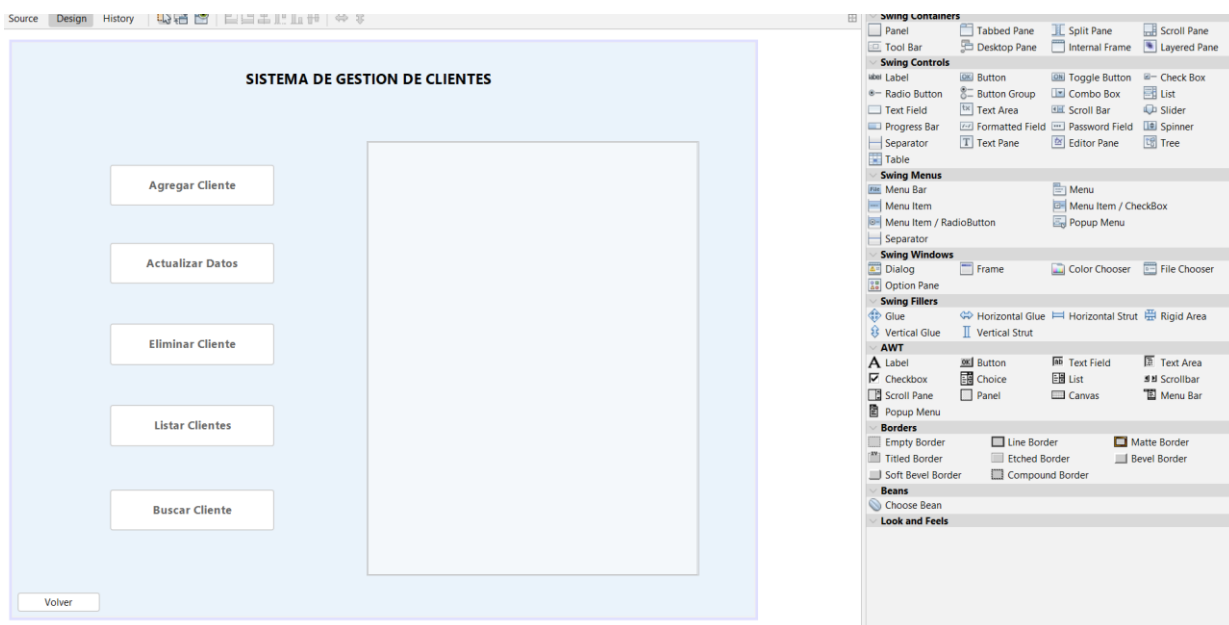 Source Design History
SISTEMA DE GESTION DE CLIENTES
Agregar Cliente
Actualizar Datos
Eliminar Cliente
Listar Clientes
Buscar Cliente
Volver
Swing Containers
Panel Tabbed Pane Split Pane Scroll Pane
Tool Bar Desktop Pane Internal Frame Layered Pane
Swing Controls
Label Button Toggle Button Check Box
Radio Button Button Group Combo Box List
Text Field Text Area Scroll Bar Slider
Progress Bar Formatted Field Password Field Spinner
Separator Text Pane Editor Pane Tree
Table
Swing Menus
Menu Bar Menu
Menu Item Menu Item / CheckBox
Menu Item / RadioButton Popup Menu
Separator
Swing Windows
Dialog Frame Color Chooser File Chooser
Option Pane
Swing Fillers
Glue Horizontal Glue Horizontal Strut Rigid Area
Vertical Glue Vertical Strut
AWT
Label Button Text Field Text Area
Checkbox Choice List Scrollbar
Scroll Pane Panel Canvas Menu Bar
Popup Menu
Borders
Empty Border Line Border Matte Border
Titled Border Etched Border Bevel Border
Soft Bevel Border Compound Border
Beans
Choose Bean
Look and Feels